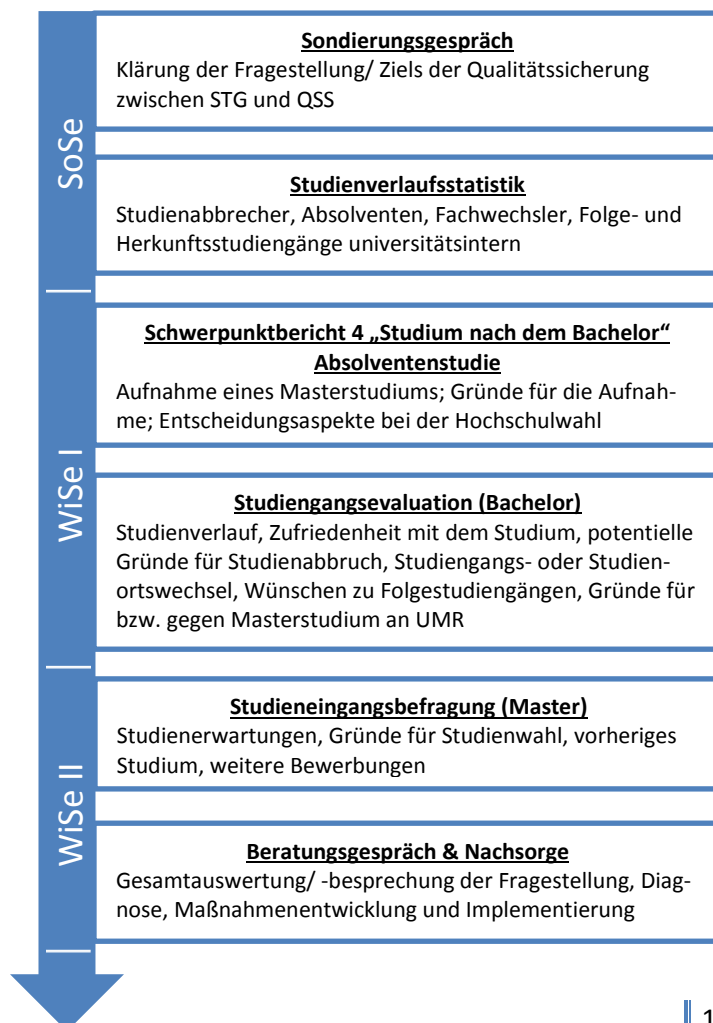 SoSe
Sondierungsgespräch
Klärung der Fragestellung/ Ziels der Qualitätssicherung
zwischen STG und QSS
Studienverlaufsstatistik
Studienabbrecher, Absolventen, Fachwechsler, Folge- und
Herkunftsstudiengänge universitätsintern
WiSe I
Schwerpunktbericht 4 „Studium nach dem Bachelor“
Absolventenstudie
Aufnahme eines Masterstudiums; Gründe für die Aufnah-
me; Entscheidungsaspekte bei der Hochschulwahl
Studiengangsevaluation (Bachelor)
Studienverlauf, Zufriedenheit mit dem Studium, potentielle
Gründe für Studienabbruch, Studiengangs- oder Studien-
ortswechsel, Wünschen zu Folgestudiengängen, Gründe für
bzw. gegen Masterstudium an UMR
WiSe II
Studieneingangsbefragung (Master)
Studienerwartungen, Gründe für Studienwahl, vorheriges
Studium, weitere Bewerbungen
Beratungsgespräch & Nachsorge
Gesamtauswertung/ -besprechung der Fragestellung, Diag-
nose, Maßnahmenentwicklung und Implementierung
1